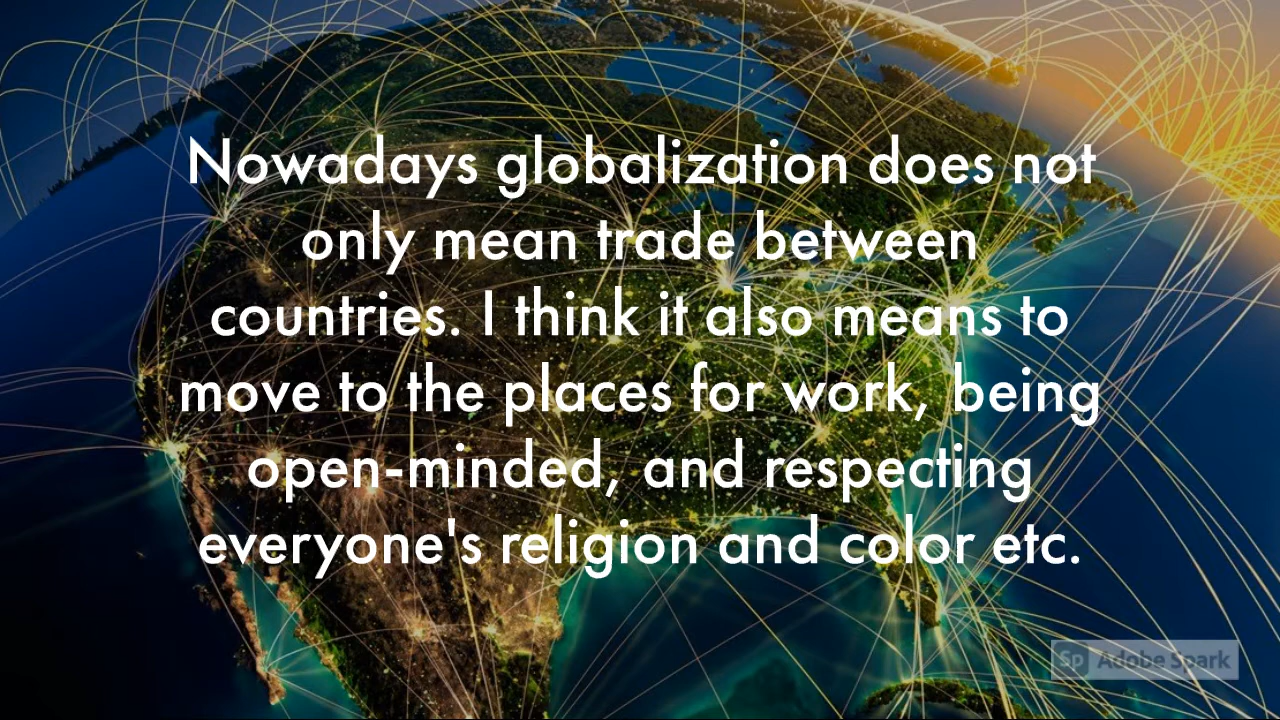 Nowadays globalization does not
only mean trade between
countries. I think it also means to
move to the places for work, being
open-minded, and respecting
everyone's religion and color etc.
Sp Adobe Spark